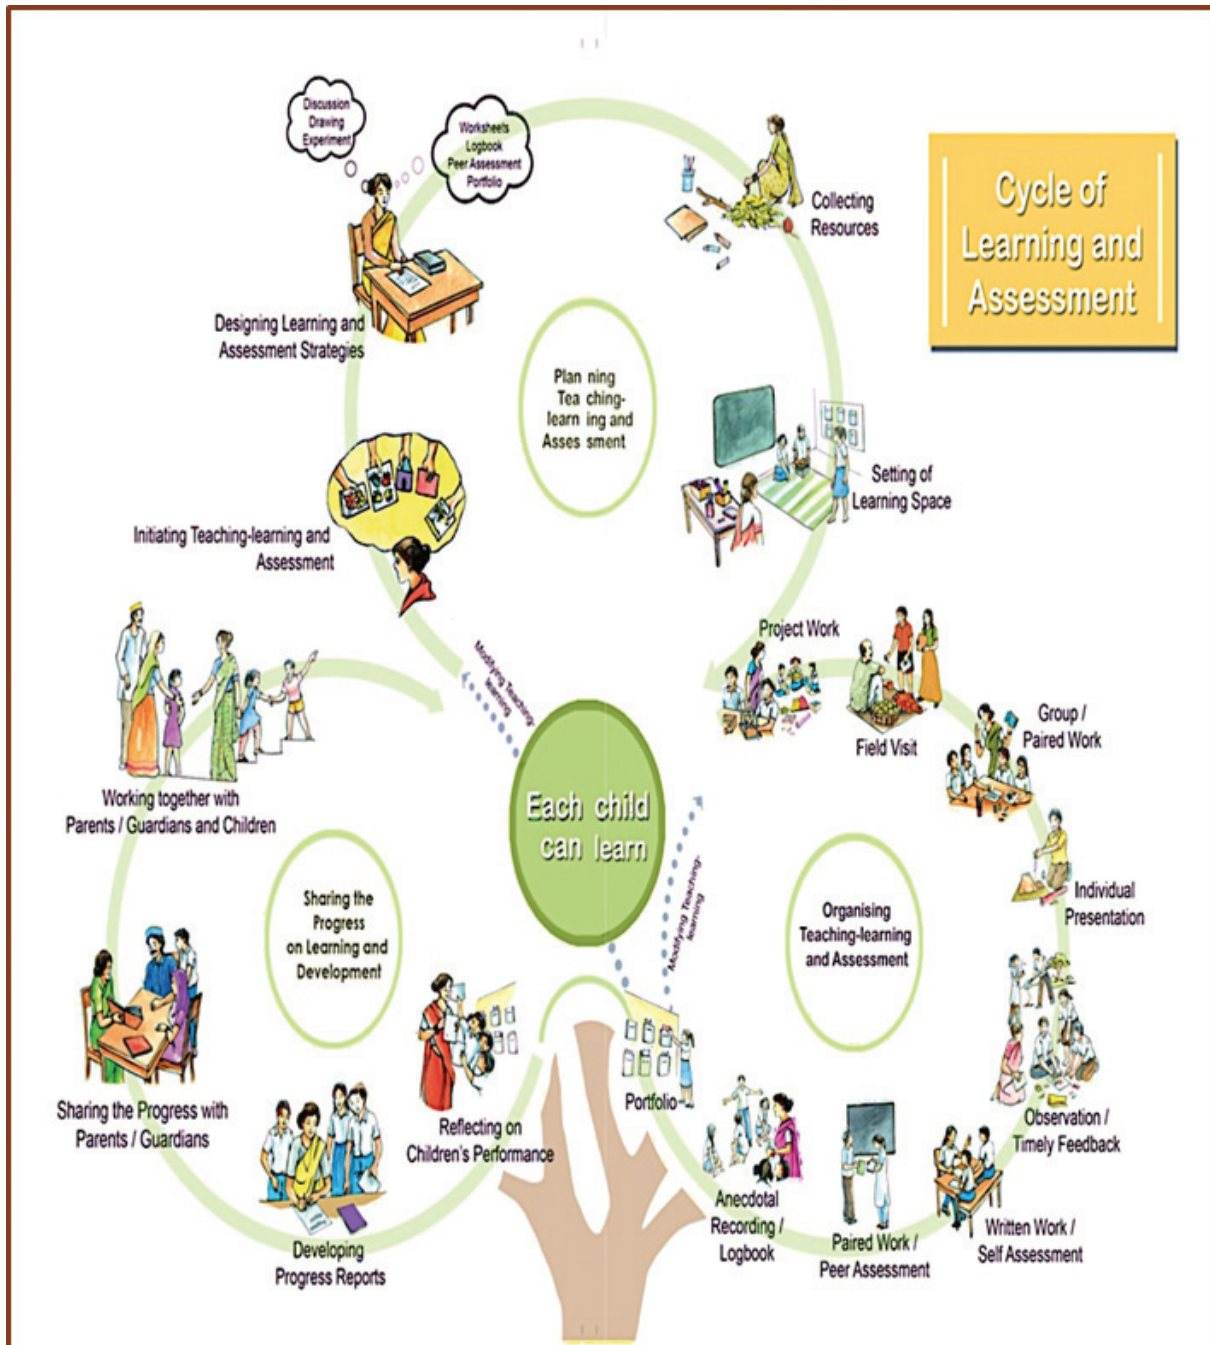 Cycle of
Learning and
Assessment
Discussion
Drawing
Experiment
Worksheets
Logbook
Peer Assessment
Portfolio
Collecting
Resources
Designing Learning and
Assessment Strategies
Plan ning
Tea ching-
learn ing and
Asses sment
Setting of
Learning Space
Initiating Teaching-learning and
Assessment
Modifying Teaching-
learning
Project Work
Field Visit
Group /
Paired Work
Individual
Presentation
Observation /
Timely Feedback
Written Work /
Self Assessment
Paired Work /
Peer Assessment
Anecdotal
Recording /
Logbook
Portfolio
Organising
Teaching-learning
and Assessment
Modifying Teaching-
learning
Each child
can learn
Reflecting on
Children's Performance
Developing
Progress Reports
Sharing the Progress with
Parents / Guardians
Working together with
Parents / Guardians and Children
Sharing the
Progress
on Learning and
Development